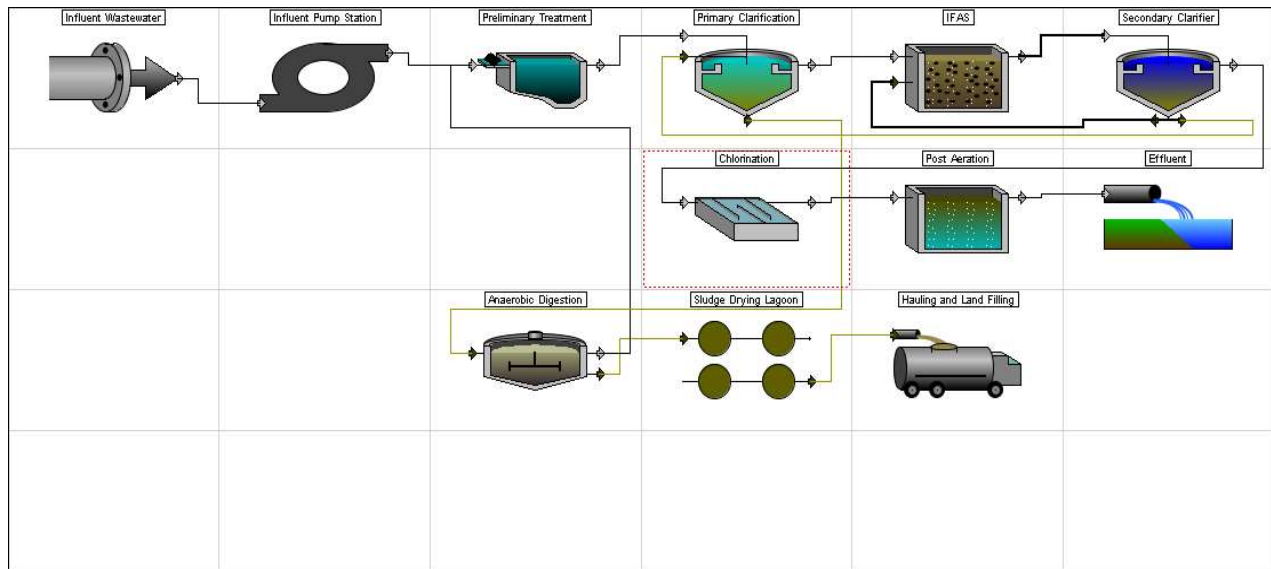 Influent Wastewater
Influent Pump Station
Preliminary Treatment
Primary Clarification
IFAS
Secondary Clarifier
Chlorination
Post Aeration
Effluent
Anaerobic Digestion
Sludge Drying Lagoon
Hauling and Land Filling